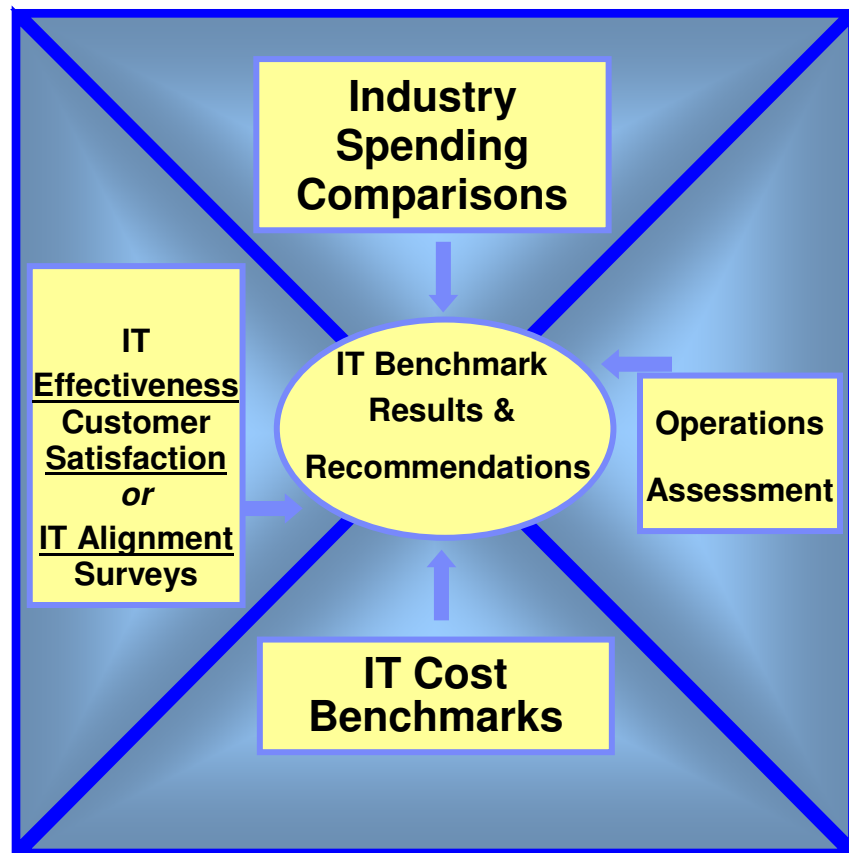 Industry
Spending
Comparisons
IT
Effectiveness
Customer
Satisfaction
or
IT Alignment
Surveys
IT Benchmark
Results &
Recommendations
Operations
Assessment
IT Cost
Benchmarks